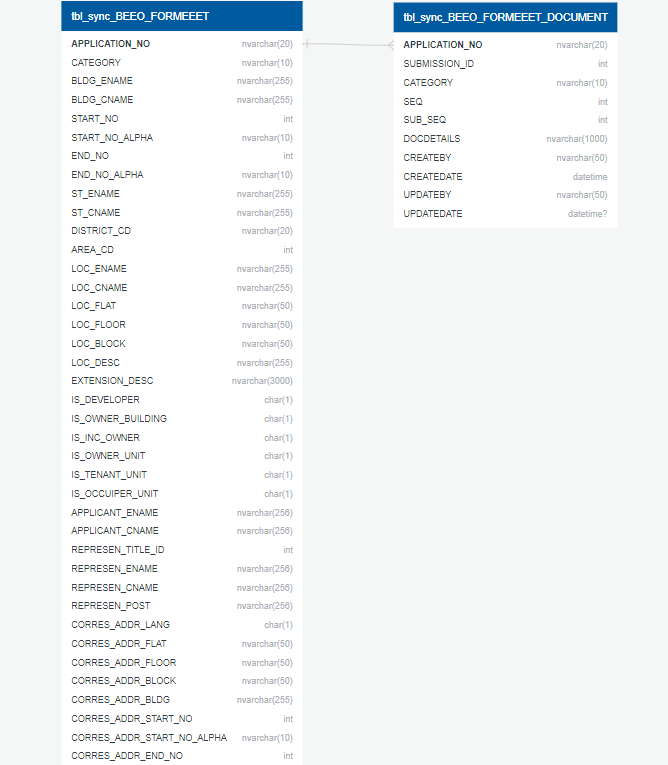 tbl_sync_BEEO_FORMEEET
APPLICATION_NO nvarchar(20)
CATEGORY nvarchar(10)
BLDG_ENAME nvarchar(255)
BLDG_CNAME nvarchar(255)
START_NO int
START_NO_ALPHA nvarchar(10)
END_NO int
END_NO_ALPHA nvarchar(10)
ST_ENAME nvarchar(255)
ST_CNAME nvarchar(255)
DISTRICT_CD nvarchar(20)
AREA_CD int
LOC_ENAME nvarchar(255)
LOC_CNAME nvarchar(255)
LOC_FLAT nvarchar(50)
LOC_FLOOR nvarchar(50)
LOC_BLOCK nvarchar(50)
LOC_DESC nvarchar(255)
EXTENSION_DESC nvarchar(3000)
IS_DEVELOPER char(1)
IS_OWNER_BUILDING char(1)
IS_INC_OWNER char(1)
IS_OWNER_UNIT char(1)
IS_TENANT_UNIT char(1)
IS_OCCUIPER_UNIT char(1)
APPLICANT_ENAME nvarchar(256)
APPLICANT_CNAME nvarchar(256)
REPRESEN_TITLE_ID int
REPRESEN_ENAME nvarchar(256)
REPRESEN_CNAME nvarchar(256)
REPRESEN_POST nvarchar(256)
CORRES_ADDR_LANG char(1)
CORRES_ADDR_FLAT nvarchar(50)
CORRES_ADDR_FLOOR nvarchar(50)
CORRES_ADDR_BLOCK nvarchar(50)
CORRES_ADDR_BLDG nvarchar(255)
CORRES_ADDR_START_NO int
CORRES_ADDR_START_NO_ALPHA nvarchar(10)
CORRES_ADDR_END_NO int
tbl_sync_BEEO_FORMEEET_DOCUMENT
APPLICATION_NO nvarchar(20)
SUBMISSION_ID int
CATEGORY nvarchar(10)
SEQ int
SUB_SEQ int
DOCDETAILS nvarchar(1000)
CREATEBY nvarchar(50)
CREATEDATE datetime
UPDATEBY nvarchar(50)
UPDATEDATE datetime?